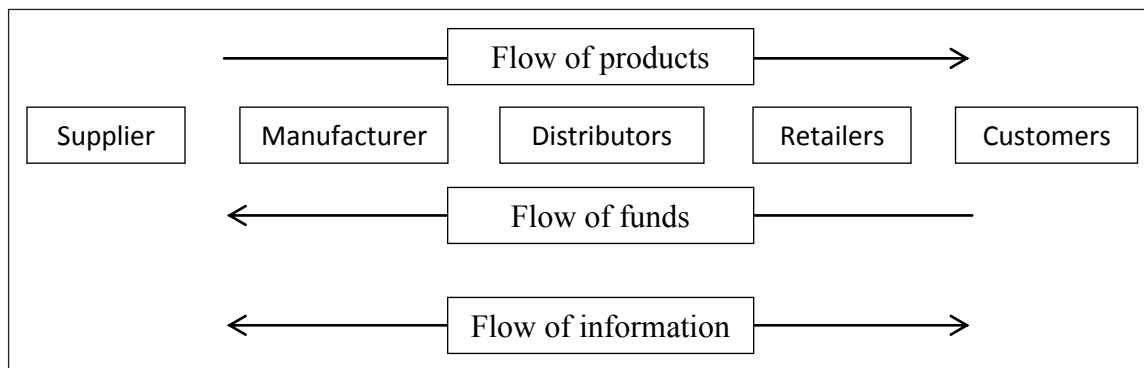 Flow of products
Supplier
Manufacturer
Distributors
Retailers
Customers
Flow of funds
Flow of information